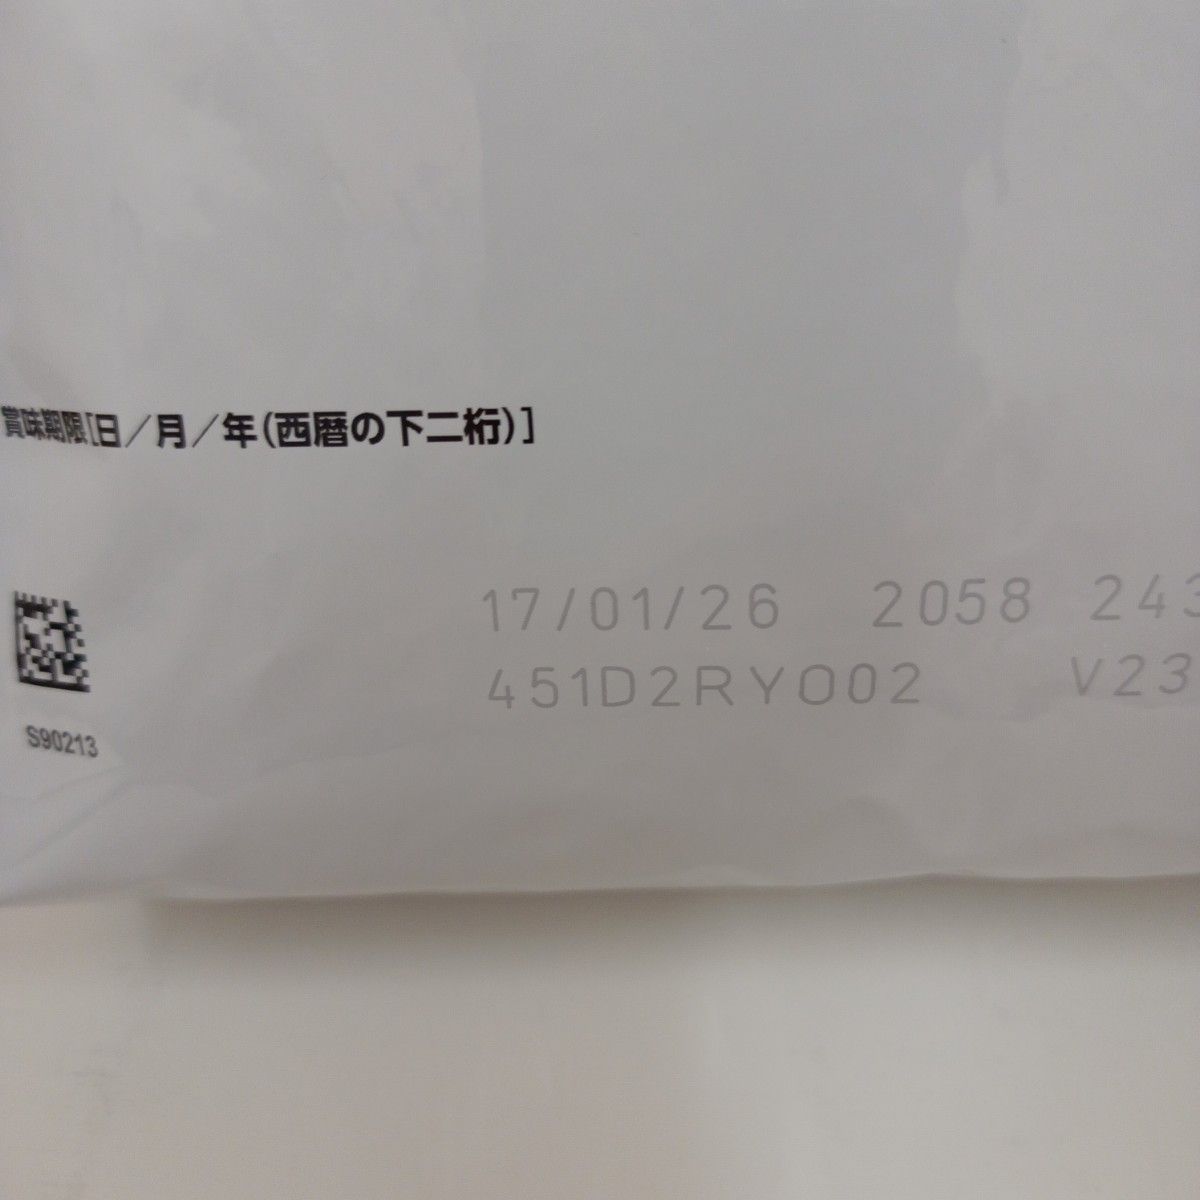 賞味期限[日／月／年(西暦の下二桁)]
17/01/26 2058 243
451D2RYO02 V23
S90213